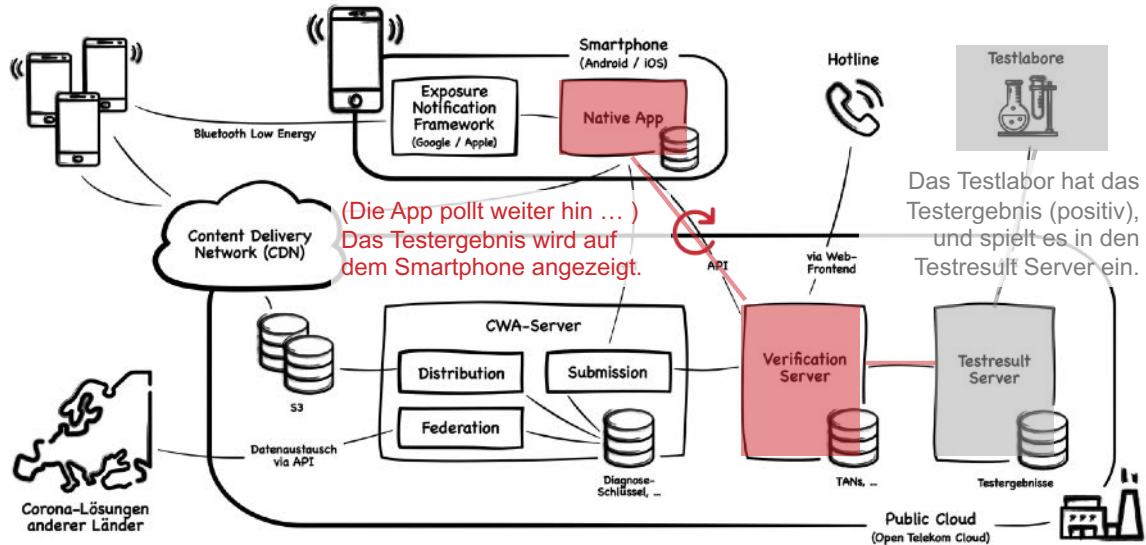 Smartphone
(Android / iOS)
Exposure
Notification
Framework
(Google / Apple)
Native App
Hotline
Testlabore
Bluetooth Low Energy
Das Testlabor hat das
Testergebnis (positiv),
und spielt es in den
Testresult Server ein.
(Die App pollt weiter hin … )
Das Testergebnis wird auf
dem Smartphone angezeigt.
Content Delivery
Network (CDN)
API
via Web-
Frontend
CWA-Server
Distribution
Submission
Federation
Verification
Server
Testresult
Server
S3
Datenaustausch
via API
Diagnose-
Schlüssel, ...
TANs, ...
Testergebnisse
Corona-Lösungen
anderer Länder
Public Cloud
(Open Telekom Cloud)